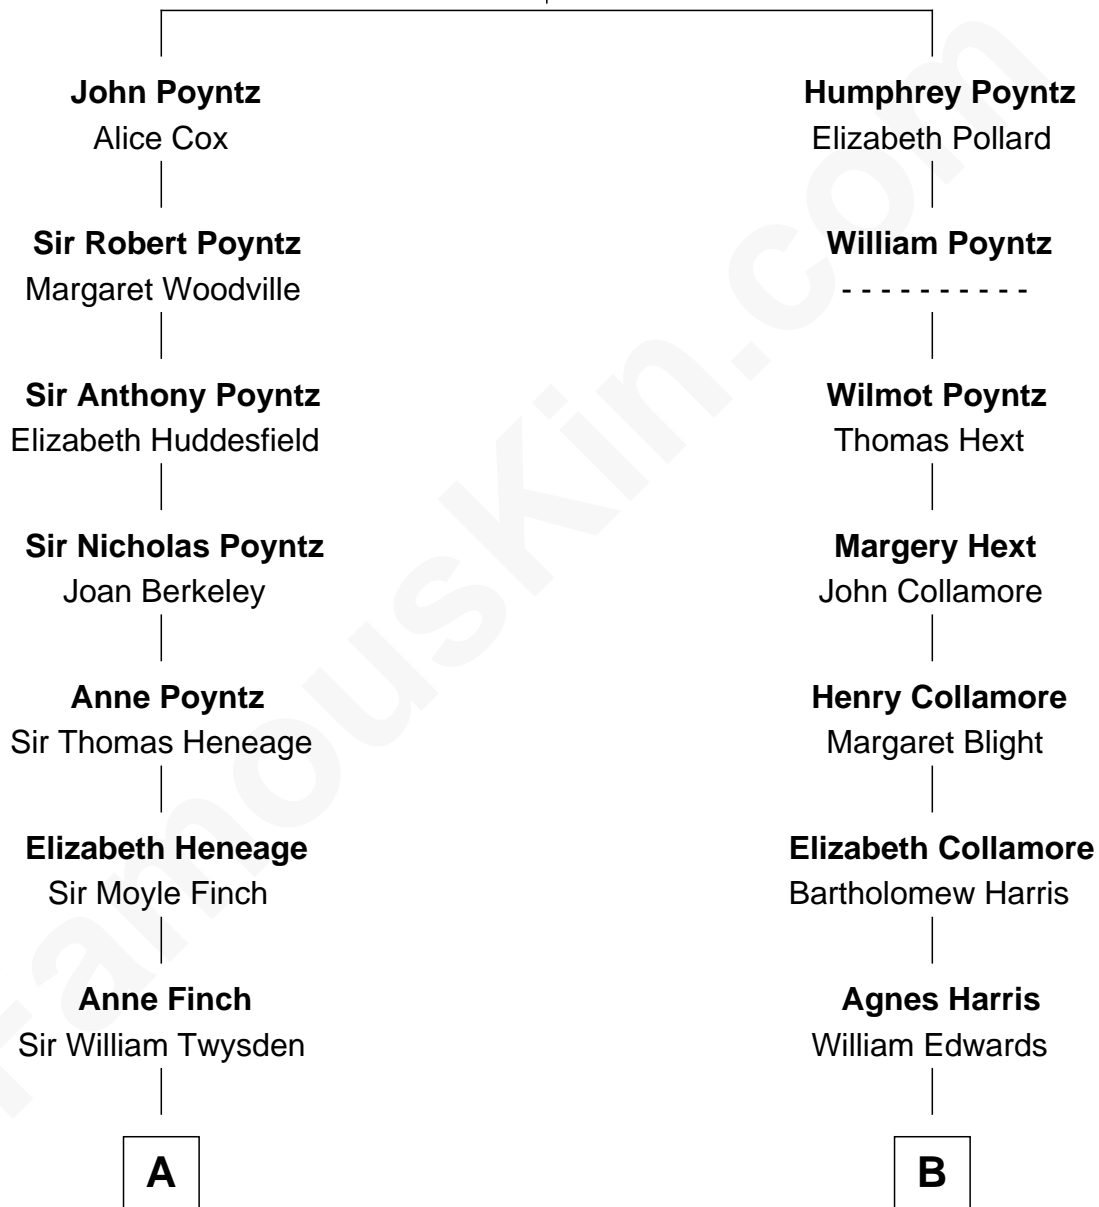 John Poyntz
Alice Cox
Sir Robert Poyntz
Margaret Woodville
Sir Anthony Poyntz
Elizabeth Huddesfield
Sir Nicholas Poyntz
Joan Berkeley
Anne Poyntz
Sir Thomas Heneage
Elizabeth Heneage
Sir Moyle Finch
Anne Finch
Sir William Twysden
A
Humphrey Poyntz
Elizabeth Pollard
William Poyntz
- - - - - - - - - -
Wilmot Poyntz
Thomas Hext
Margery Hext
John Collamore
Henry Collamore
Margaret Blight
Elizabeth Collamore
Bartholomew Harris
Agnes Harris
William Edwards
B
FamousKin.com